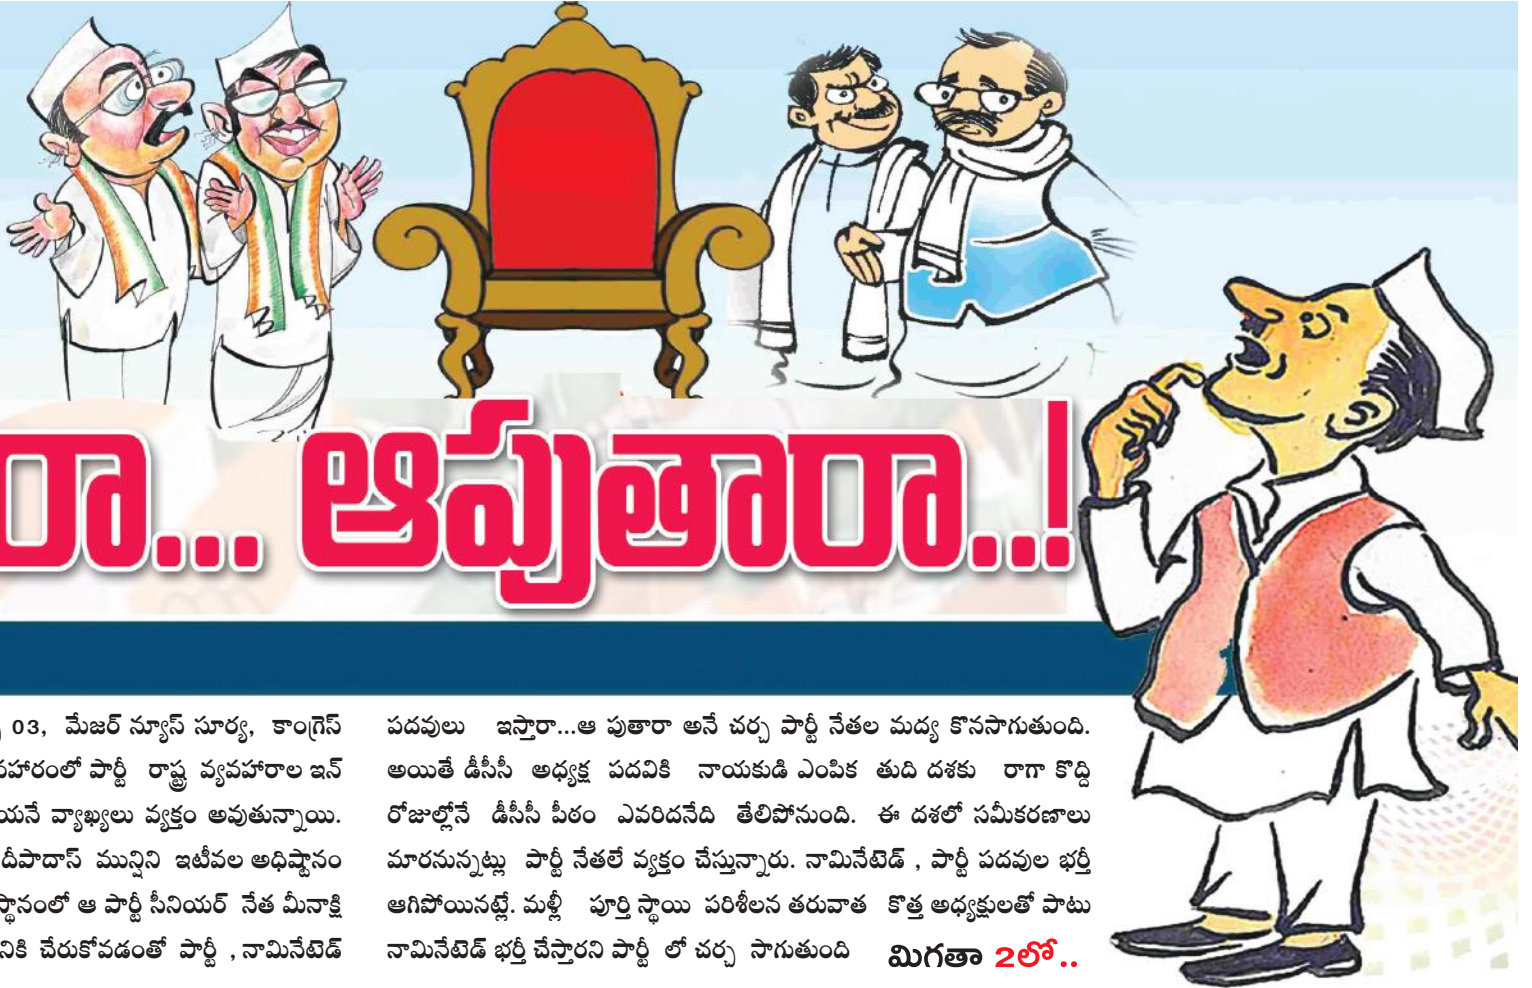 రా... ఆపుతారా..!
03, మేజర్ న్యూస్ సూర్య, కాంగ్రెస్
వహారంలో పార్టీ రాష్ట్ర వ్యవహారాల ఇన్
యనే వ్యాఖ్యలు వ్యక్తం అవుతున్నాయి.
దీపాదాస్ మున్షిని ఇటీవల అధిష్టానం
స్థానంలో ఆ పార్టీ సీనియర్ నేత మీనాక్షి
నికి చేరుకోవడంతో పార్టీ , నామినేటెడ్
పదవులు ఇస్తారా...ఆ పుతారా అనే చర్చ పార్టీ నేతల మధ్య కొనసాగుతుంది.
అయితే డీసీసీ అధ్యక్ష పదవికి నాయకుడి ఎంపిక తుది దశకు రాగా కొద్ది
రోజుల్లోనే డీసీసీ పీఠం ఎవరిదనేది తేలిపోనుంది. ఈ దశలో సమీకరణాలు
మారనున్నట్లు పార్టీ నేతలే వ్యక్తం చేస్తున్నారు. నామినేటెడ్ , పార్టీ పదవుల భర్తీ
ఆగిపోయినట్లే. మళ్లీ పూర్తి స్థాయి పరిశీలన తరువాత కొత్త అధ్యక్షులతో పాటు
నామినేటెడ్ భర్తీ చేస్తారని పార్టీ లో చర్చ సాగుతుంది మిగతా 2లో..